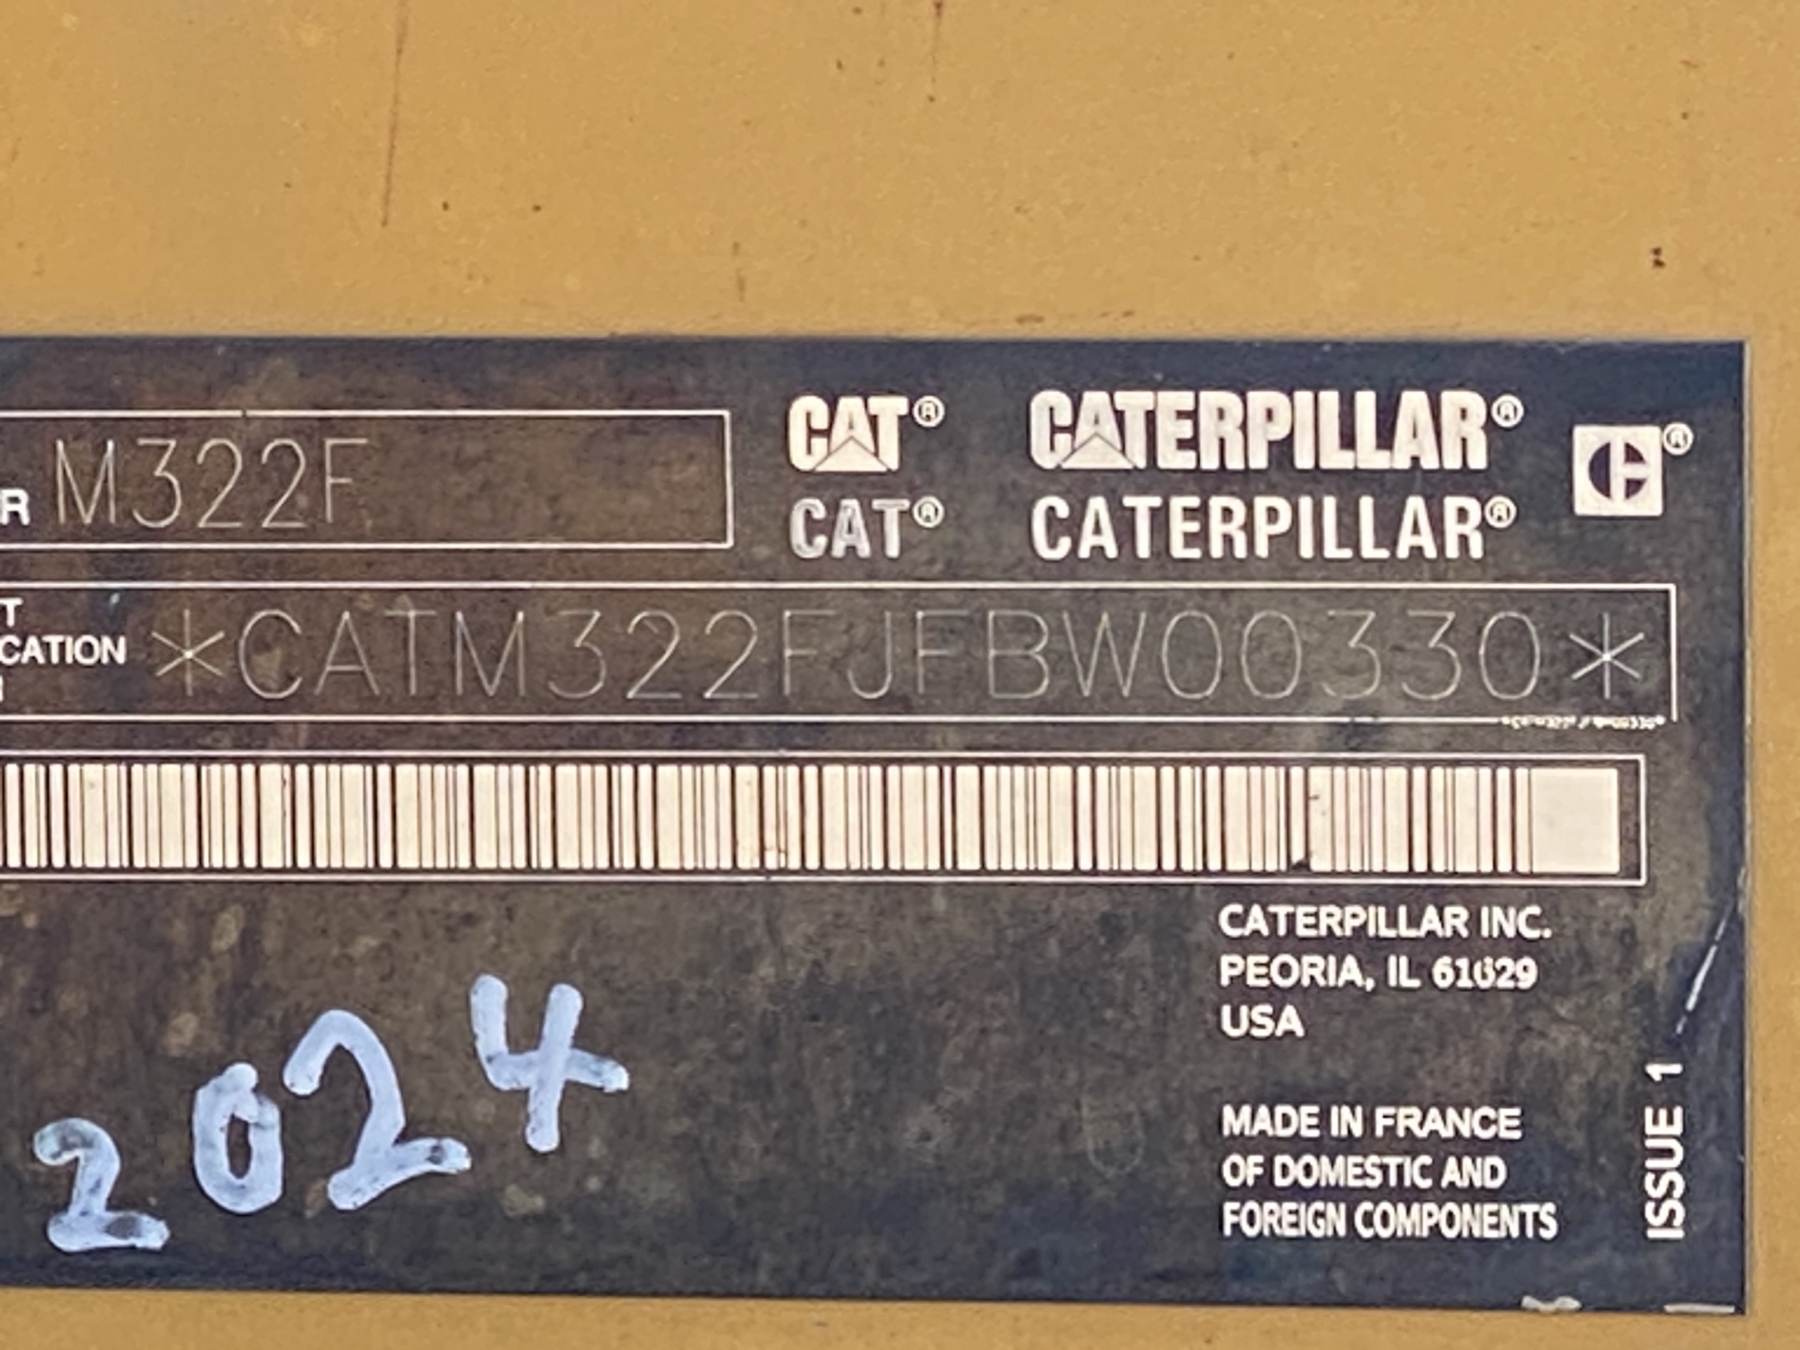 R M322F
CAT® CATERPILLAR®
CAT® CATERPILLAR®
T
CATION *CATM322FJFBW00330*
CATERPILLAR INC.
PEORIA, IL 61629
USA
2024
MADE IN FRANCE
OF DOMESTIC AND
FOREIGN COMPONENTS
ISSUE 1